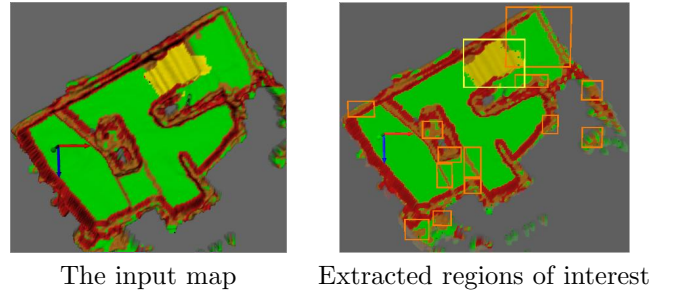 The input map
Extracted regions of interest